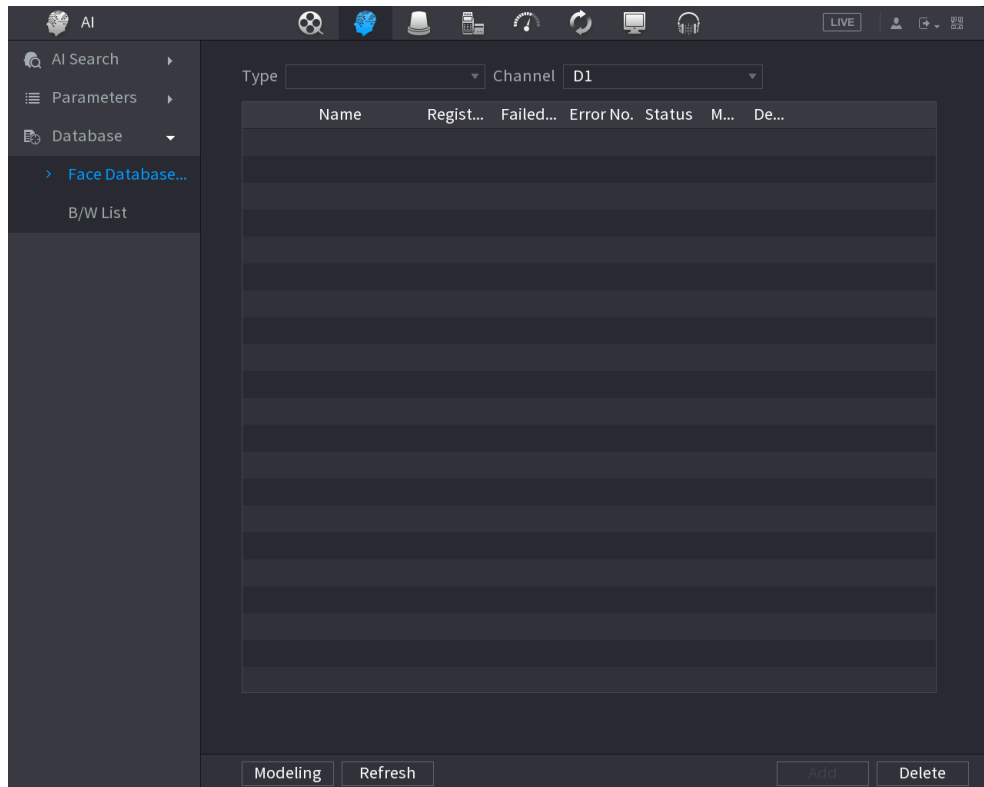 AI
LIVE
AI Search
Parameters
Database
Face Database...
B/W List
Type
Channel D1
Name Regist... Failed... Error No. Status M... De...
Modeling Refresh Add Delete